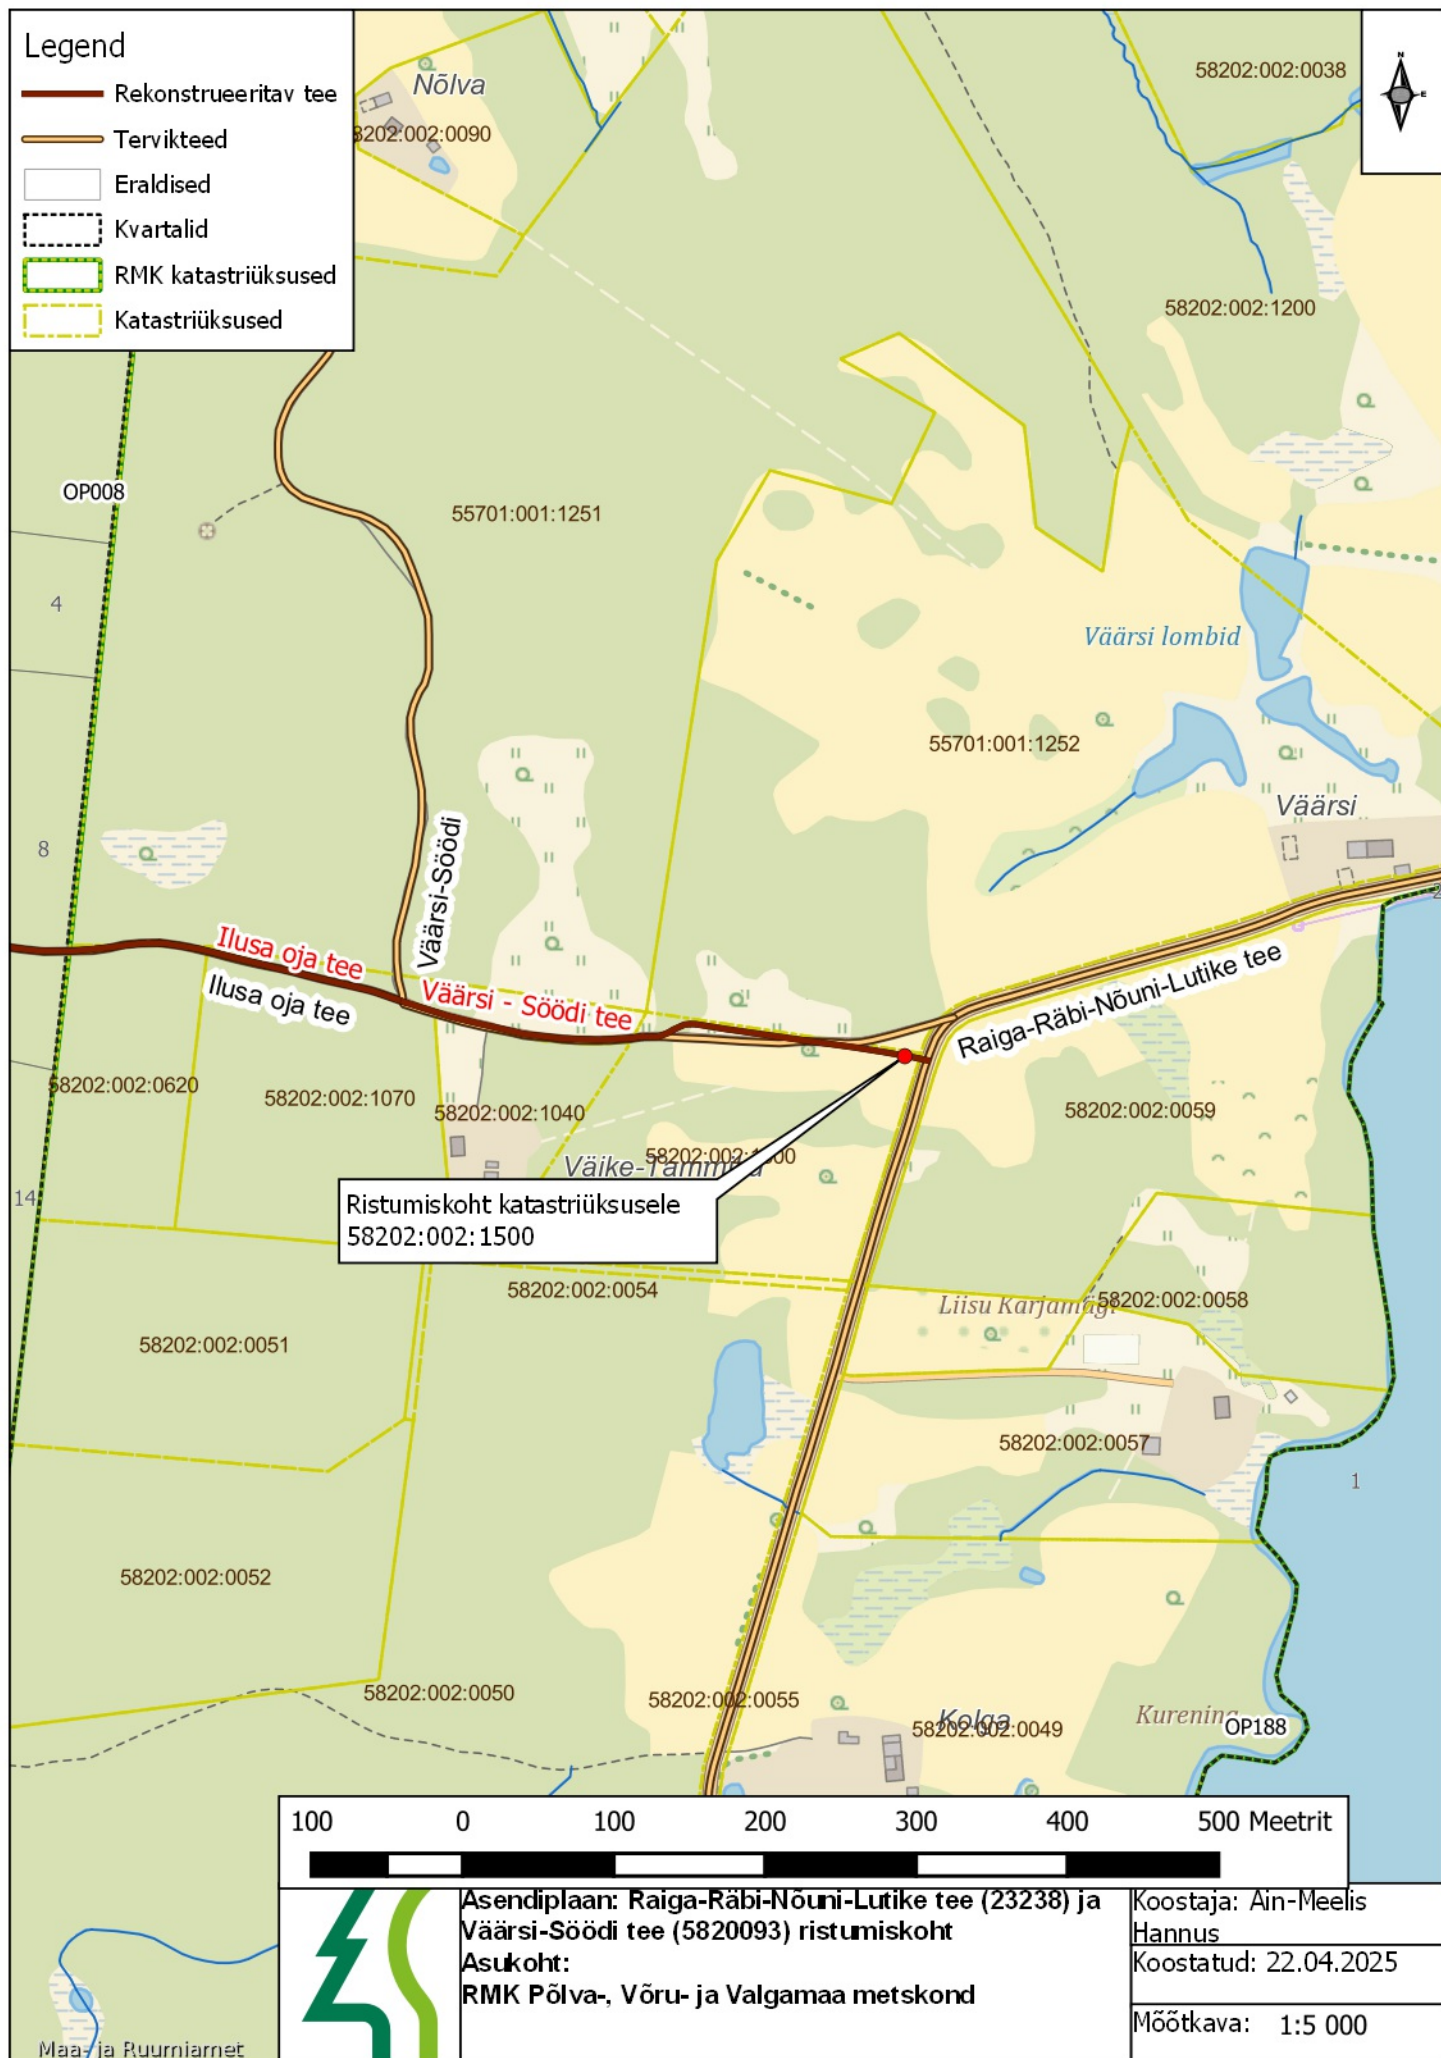 Legend
Rekonstrueeritav tee
Tervikteed
Eraldised
Kvartalid
RMK katastriüksused
Katastriüksused
N
E
Nõlva
8202:002:0090
58202:002:0038
58202:002:1200
OP008
55701:001:1251
4
Väärsi lombid
55701:001:1252
Väärsi
8
2
Väärsi-Söödi
Ilusa oja tee
Ilusa oja tee
Väärsi - Söödi tee
Raiga-Räbi-Nõuni-Lutike tee
58202:002:0620
58202:002:1070
58202:002:1040
58202:002:0059
14
Ristumiskoht katastriüksusele
58202:002:1500
58202:002:0054
Liisu Karjamägi
58202:002:0058
58202:002:0051
58202:002:0057
1
58202:002:0052
58202:002:0050
58202:002:0055
Kolga
58202:002:0049
OP188
100 0 100 200 300 400 500 Meetrit
Asendiplaan: Raiga-Räbi-Nõuni-Lutike tee (23238) ja
Väärsi-Söödi tee (5820093) ristumiskoht
Asukoht:
RMK Põlva-, Võru- ja Valgamaa metskond
Koostaja: Ain-Meelis
Hannus
Koostatud: 22.04.2025
Mõõtkava: 1:5 000
Maa- ja Ruumiamet